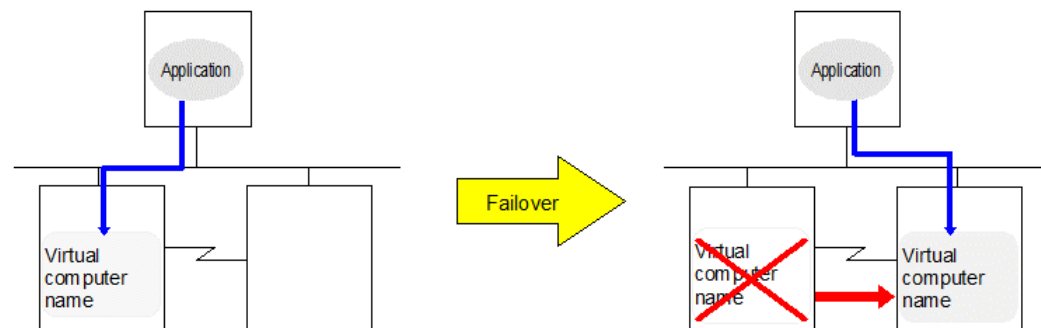 Application
Application
Failover
Virtual
computer
name
Virtual
computer
name
Virtual
computer
name